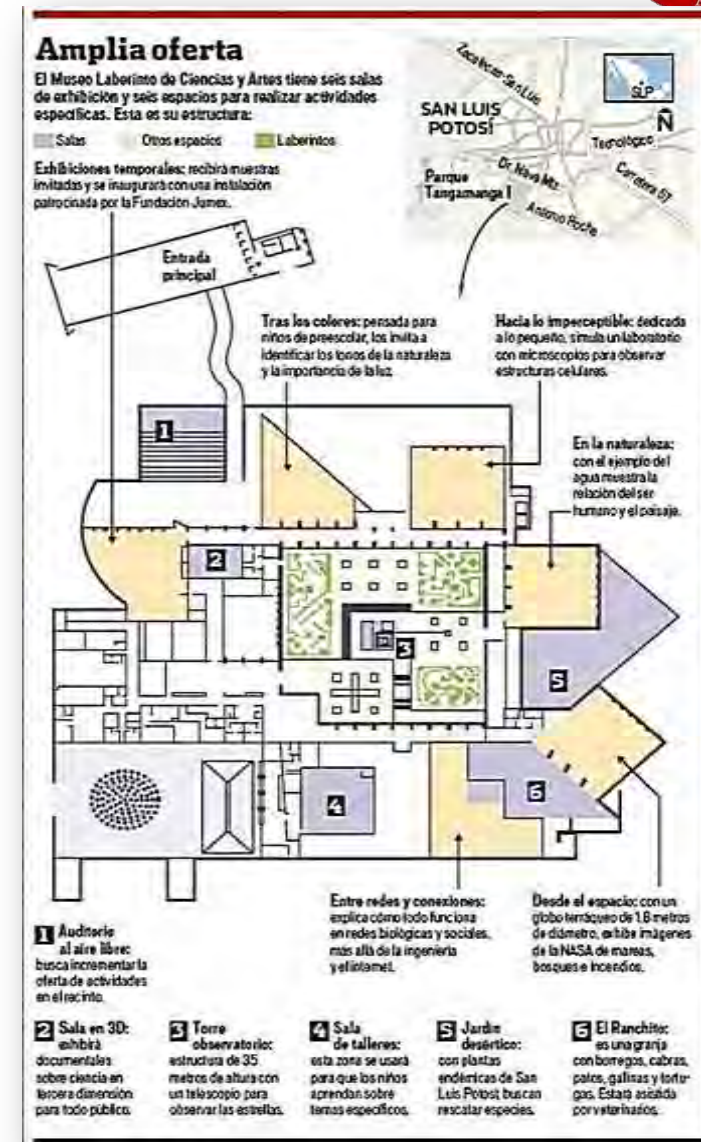 Amplia oferta
El Museo Laberinto de Ciencias y Artes tiene seis salas
de exhibición y seis espacios para realizar actividades
específicas. Esta es su estructura:
Salas
Otros espacios
Laberintos
Exhibiciones temporales: recibirá muestras
invitadas y se inaugurará con una instalación
patrocinada por la Fundación Jumex.
Zacatecas-San Luis
SAN LUIS
POTOSÍ
SLP
N
Tecnológico
Carretera 57
Dr. Nava Mtz.
Antonio Rocha
Parque
Tangamanga I
Entrada
principal
Tras los colores: pensada para
niños de preescolar, los invita a
identificar los tonos de la naturaleza
y la importancia de la luz.
Hacia lo imperceptible: dedicada
a lo pequeño, simula un laboratorio
con microscopios para observar
estructuras celulares.
En la naturaleza:
con el ejemplo del
agua muestra la
relación del ser
humano y el paisaje.
1
2
3
4
5
6
Entre redes y conexiones:
explica cómo todo funciona
en redes biológicas y sociales,
más allá de la ingeniería
y el internet.
Desde el espacio: con un
globo terráqueo de 1.8 metros
de diámetro, exhibe imágenes
de la NASA de mareas,
bosques e incendios.
1 Auditorio
al aire libre:
busca incrementar la
oferta de actividades
en el recinto.
2 Sala en 3D:
exhibirá
documentales
sobre ciencia en
tercera dimensión
para todo público.
3 Torre
observatorio:
estructura de 35
metros de altura con
un telescopio para
observar las estrellas.
4 Sala
de talleres:
esta zona se usará
para que los niños
aprendan sobre
temas específicos.
5 Jardín
desértico:
con plantas
endémicas de San
Luis Potosí, buscan
rescatar especies.
6 El Ranchito:
es una granja
con borregos, cabras,
patos, gallinas y tortu-
gas. Estará asistida
por veterinarios.